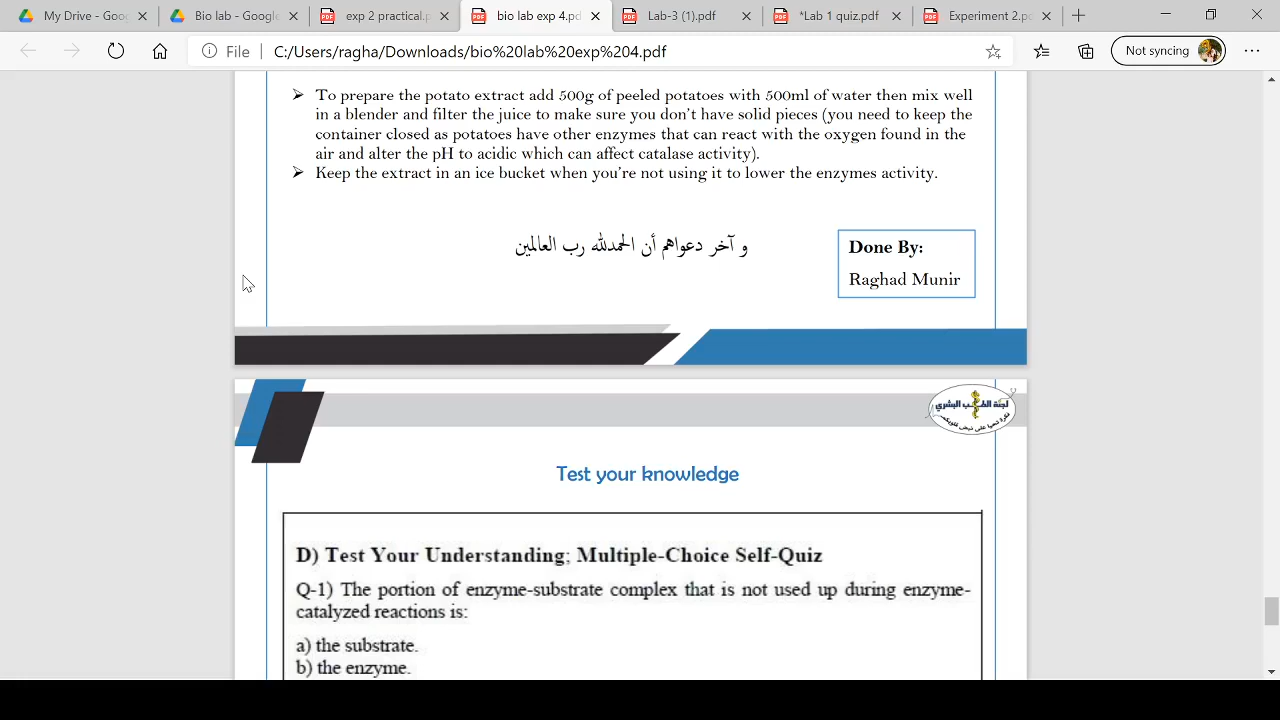 My Drive - Goog
Bio lab - Google
exp 2 practical.p
bio lab exp 4.pd
Lab-3 (1).pdf
*Lab 1 quiz.pdf
Experiment 2.pd
File
C:/Users/ragha/Downloads/bio%20lab%20exp%204.pdf
Not syncing
➢ To prepare the potato extract add 500g of peeled potatoes with 500ml of water then mix well
in a blender and filter the juice to make sure you don't have solid pieces (you need to keep the
container closed as potatoes have other enzymes that can react with the oxygen found in the
air and alter the pH to acidic which can affect catalase activity).
➢ Keep the extract in an ice bucket when you're not using it to lower the enzymes activity.
و آخر دعواهم أن الحمدلله رب العالمين
Done By:
Raghad Munir
لجنة الطب البشري
Test your knowledge
D) Test Your Understanding; Multiple-Choice Self-Quiz
Q-1) The portion of enzyme-substrate complex that is not used up during enzyme-
catalyzed reactions is:
a) the substrate.
b) the enzyme.